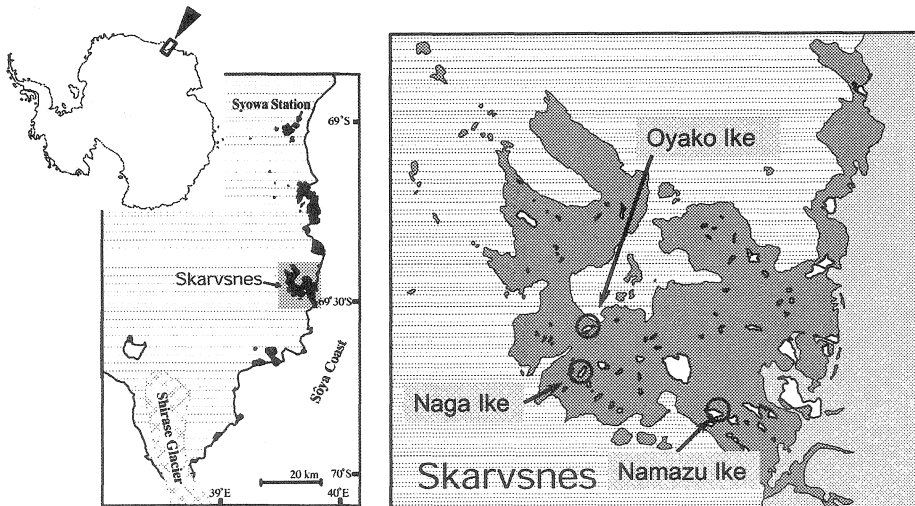 Syowa Station
69°S
Skarvsnes
69°30'S
Sôya Coast
Shirase Glacier
20 km
70°S
39°E
40°E
Oyako Ike
Naga Ike
Namazu Ike
Skarvsnes